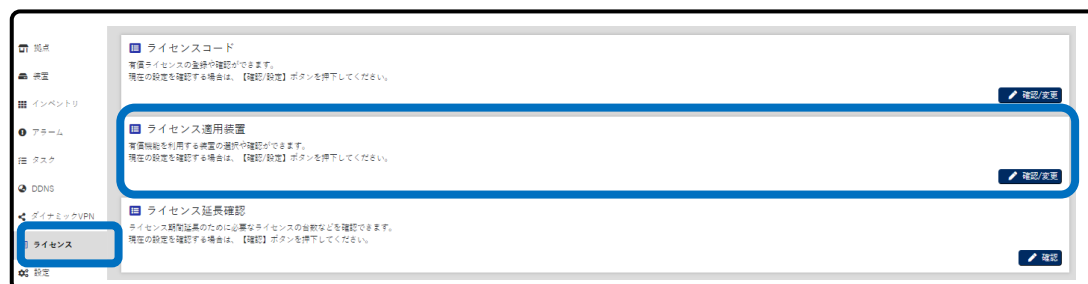 拠点
装置
インベントリ
アラーム
タスク
DDNS
ダイナミックVPN
ライセンス
設定
ライセンスコード
有償ライセンスの登録や確認ができます。
現在の設定を確認する場合は、【確認/設定】ボタンを押下してください。
確認/変更
ライセンス適用装置
有償機能を利用する装置の選択や確認ができます。
現在の設定を確認する場合は、【確認/設定】ボタンを押下してください。
確認/変更
ライセンス延長確認
ライセンス期間延長のために必要なライセンスの台数などを確認できます。
現在の設定を確認する場合は、【確認】ボタンを押下してください。
確認